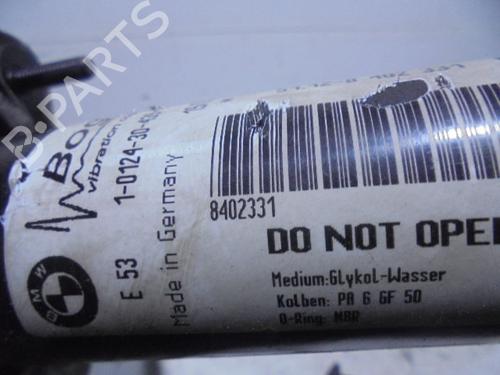 BO
vibration
1-0124-30-
E 53
Made in Germany
BMW
8402331
DO NOT OPE
Medium:Glykol-Wasser
Kolben: PA 6 GF 50
O-Ring: NBR
B-PARTS